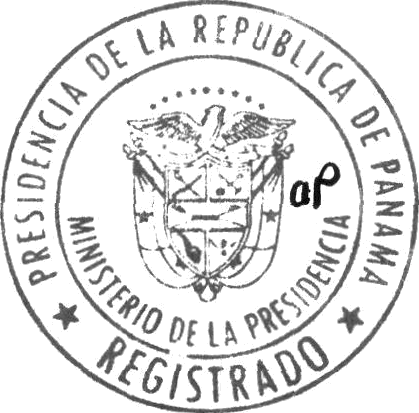 PRESIDENCIA DE LA REPUBLICA DE PANAMA
MINISTERIO DE LA PRESIDENCIA
REGISTRADO
aP